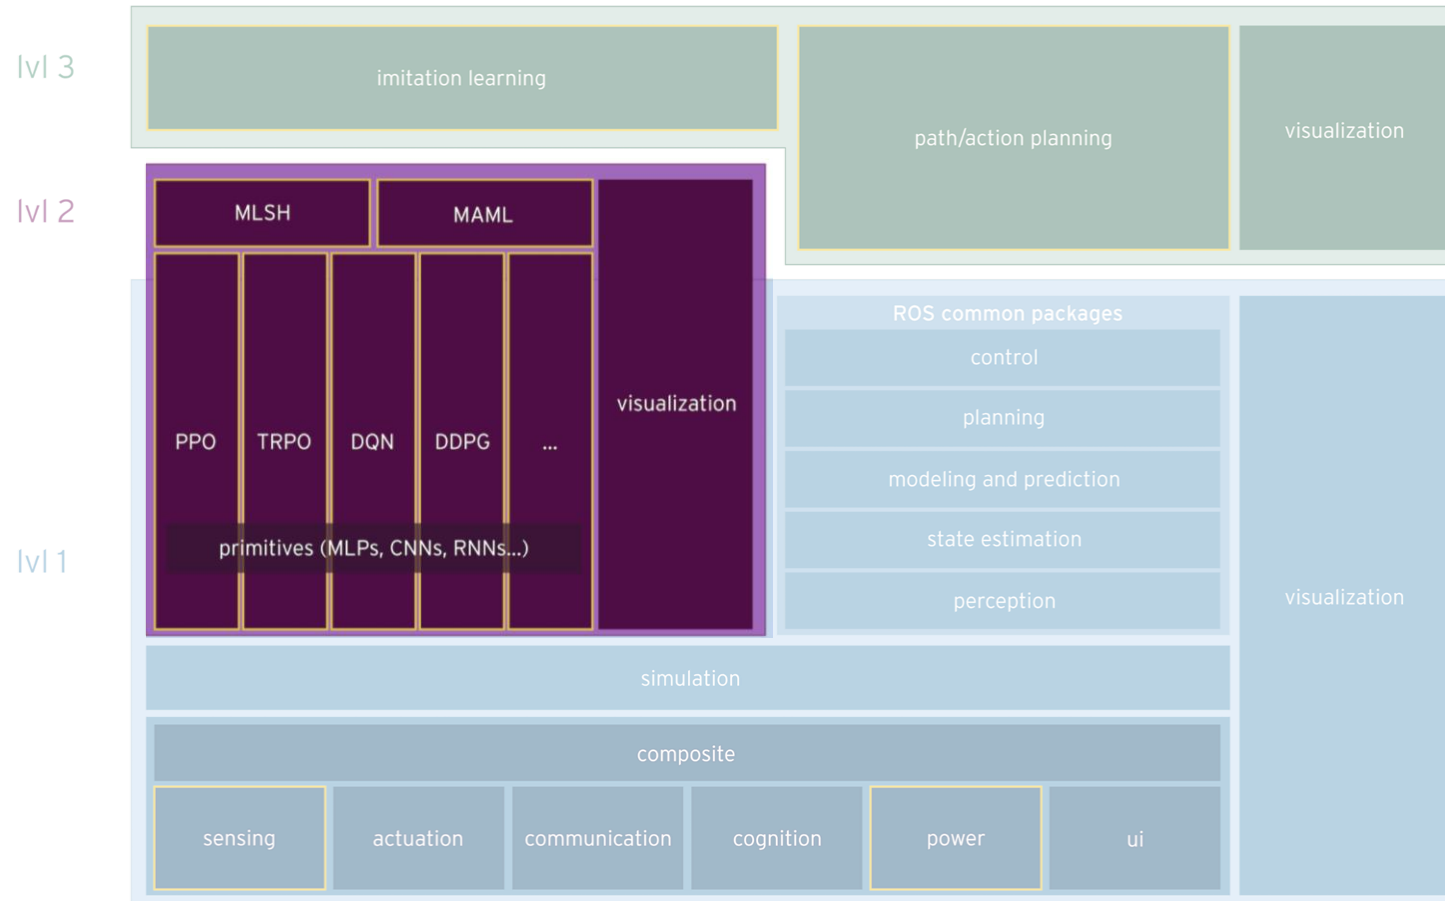 lvl 3
imitation learning
path/action planning
visualization
lvl 2
MLSH
MAML
PPO
TRPO
DQN
DDPG
...
primitives (MLPs, CNNs, RNNs...)
visualization
lvl 1
ROS common packages
control
planning
modeling and prediction
state estimation
perception
visualization
simulation
composite
sensing
actuation
communication
cognition
power
ui